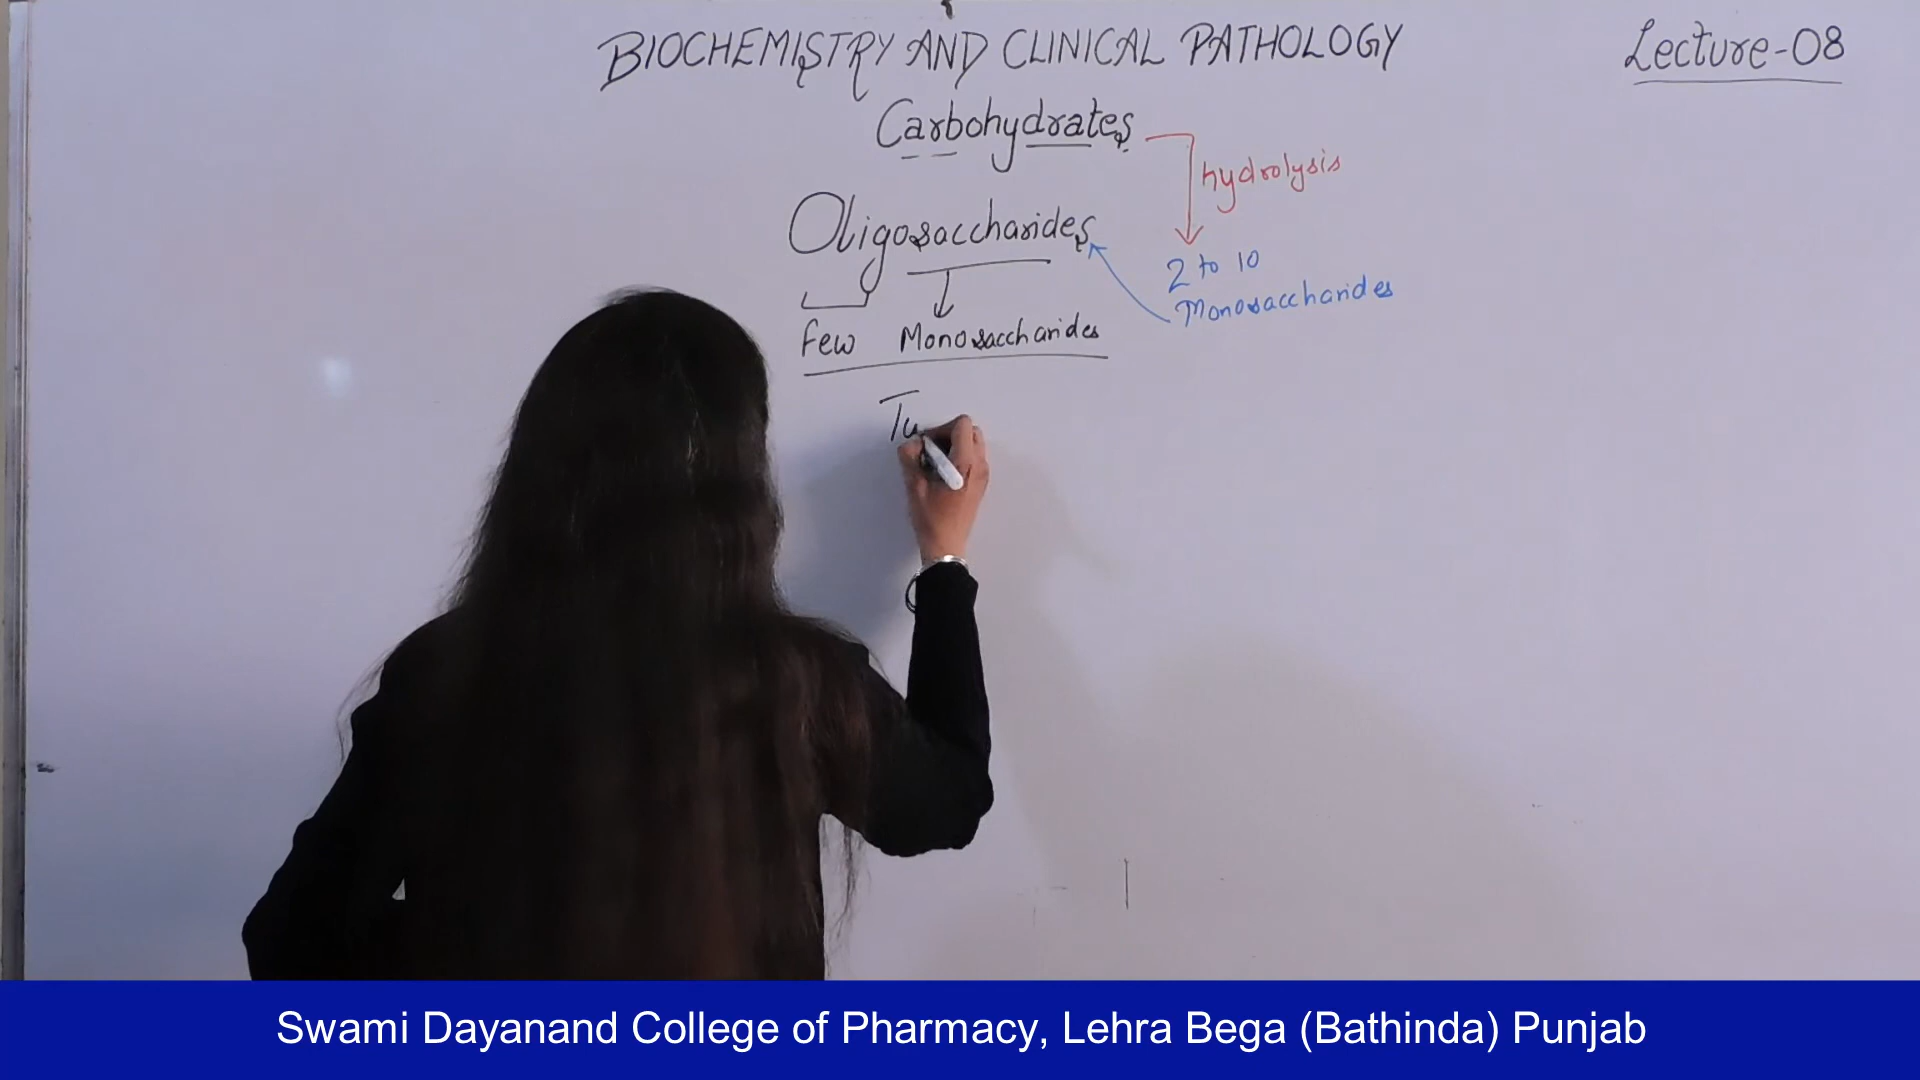 BIOCHEMISTRY AND CLINICAL PATHOLOGY
Lecture-08
Carbohydrates
hydrolysis
Oligosaccharides
2 to 10
Monosaccharides
Few Monosaccharides
Ty
Swami Dayanand College of Pharmacy, Lehra Bega (Bathinda) Punjab